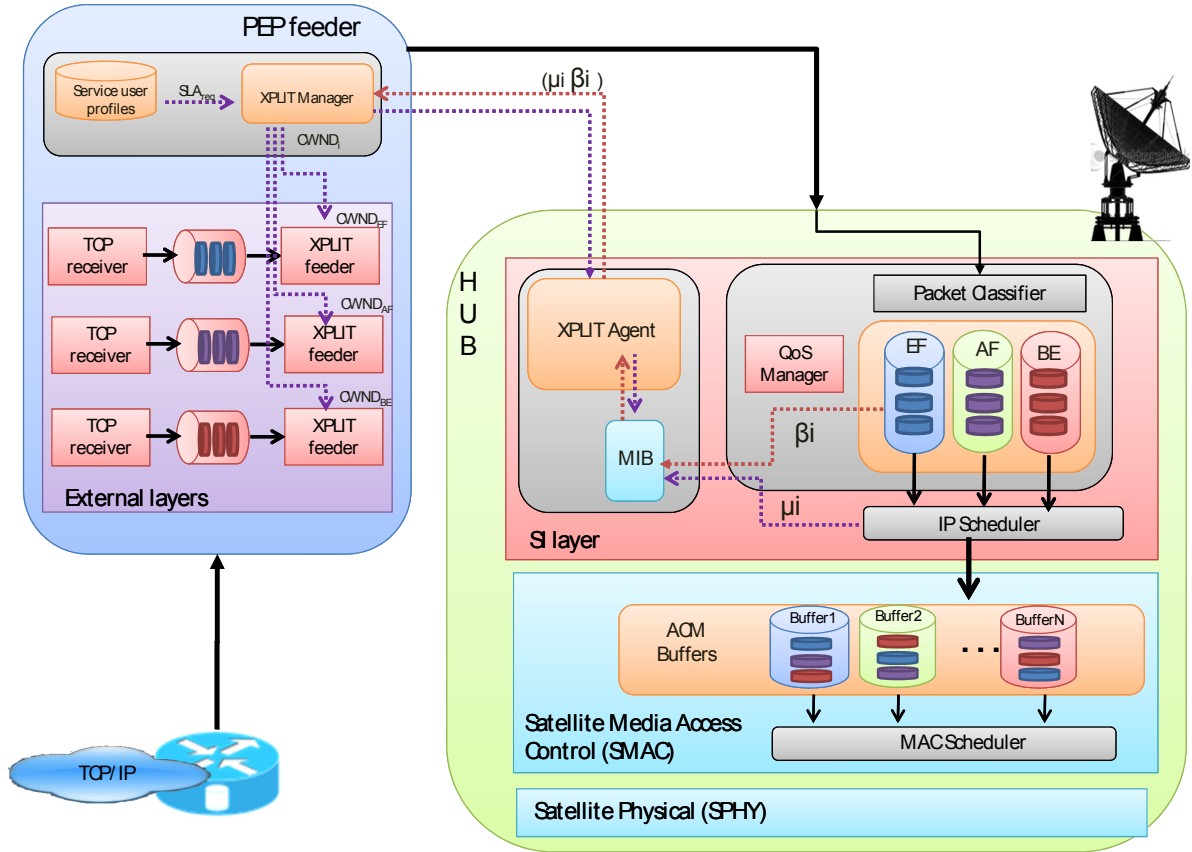 PEP feeder
Service user
profiles
SLAreq
XPLIT Manager
CWNDi
(μi βi )
CWNDEF
TCP
receiver
XPLIT
feeder
CWNDAF
TCP
receiver
XPLIT
feeder
CWNDBE
TCP
receiver
XPLIT
feeder
External layers
TCP/IP
H
U
B
XPLIT Agent
MIB
SI layer
Packet Classifier
QoS
Manager
EF
AF
BE
βi
μi
IP Scheduler
ACM
Buffers
Buffer1
Buffer2
. . .
BufferN
MAC Scheduler
Satellite Media Access
Control (SMAC)
Satellite Physical (SPHY)